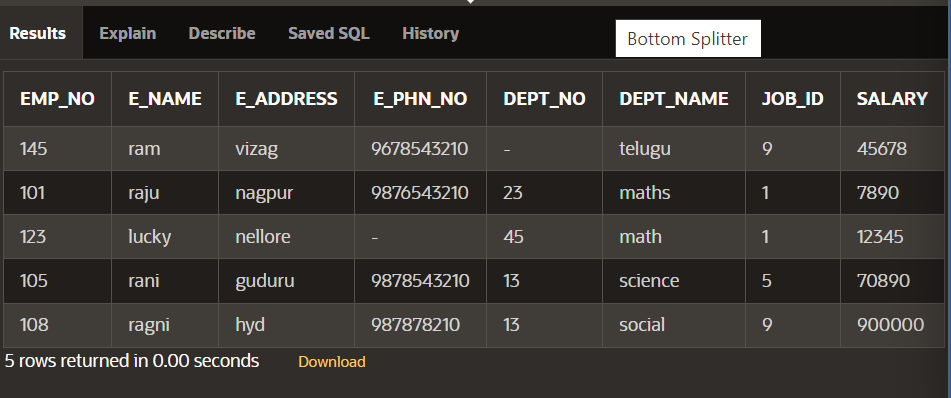 Results Explain Describe Saved SQL History Bottom Splitter
EMP_NO E_NAME E_ADDRESS E_PHN_NO DEPT_NO DEPT_NAME JOB_ID SALARY
145 ram vizag 9678543210 - telugu 9 45678
101 raju nagpur 9876543210 23 maths 1 7890
123 lucky nellore - 45 math 1 12345
105 rani guduru 9878543210 13 science 5 70890
108 ragni hyd 987878210 13 social 9 900000
5 rows returned in 0.00 seconds Download